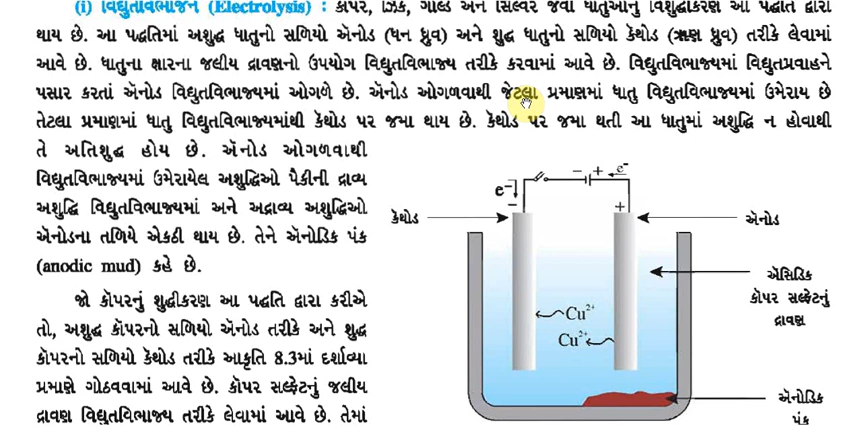 (i) વિદ્યુતવિભાજન (Electrolysis) : કૉપર, ઝિંક, ગોલ્ડ અને સિલ્વર જેવી ધાતુઓનું વિશુદ્ધીકરણ આ પદ્ધતિ દ્વારા
થાય છે. આ પદ્ધતિમાં અશુદ્ધ ધાતુનો સળિયો ઍનોડ (ધન ધ્રુવ) અને શુદ્ધ ધાતુનો સળિયો કૅથોડ (ઋણ ધ્રુવ) તરીકે લેવામાં
આવે છે. ધાતુના ક્ષારના જલીય દ્રાવણનો ઉપયોગ વિદ્યુતવિભાજ્ય તરીકે કરવામાં આવે છે. વિદ્યુતવિભાજ્યમાં વિદ્યુતપ્રવાહને
પસાર કરતાં ઍનોડ વિદ્યુતવિભાજ્યમાં ઓગળે છે. ઍનોડ ઓગળવાથી જેટલા પ્રમાણમાં ધાતુ વિદ્યુતવિભાજ્યમાં ઉમેરાય છે
તેટલા પ્રમાણમાં ધાતુ વિદ્યુતવિભાજ્યમાંથી કૅથોડ પર જમા થાય છે. કૅથોડ પર જમા થતી આ ધાતુમાં અશુદ્ધિ ન હોવાથી
તે અતિશુદ્ધ હોય છે. ઍનોડ ઓગળવાથી
વિદ્યુતવિભાજ્યમાં ઉમેરાયેલ અશુદ્ધિઓ પૈકીની દ્રાવ્ય
અશુદ્ધિ વિદ્યુતવિભાજ્યમાં અને અદ્રાવ્ય અશુદ્ધિઓ
ઍનોડના તળિયે એકઠી થાય છે. તેને ઍનોડિક પંક
(anodic mud) કહે છે.
જો કૉપરનું શુદ્ધીકરણ આ પદ્ધતિ દ્વારા કરીએ
તો, અશુદ્ધ કૉપરનો સળિયો ઍનોડ તરીકે અને શુદ્ધ
કૉપરનો સળિયો કૅથોડ તરીકે આકૃતિ 8.3માં દર્શાવ્યા
પ્રમાણે ગોઠવવામાં આવે છે. કૉપર સલ્ફેટનું જલીય
દ્રાવણ વિદ્યુતવિભાજ્ય તરીકે લેવામાં આવે છે. તેમાં
− + e⁻
e⁻
− +
કૅથોડ
ઍનોડ
ઍસિડિક
કૉપર સલ્ફેટનું
દ્રાવણ
Cu²⁺
Cu²⁺
ઍનોડિક
પંક